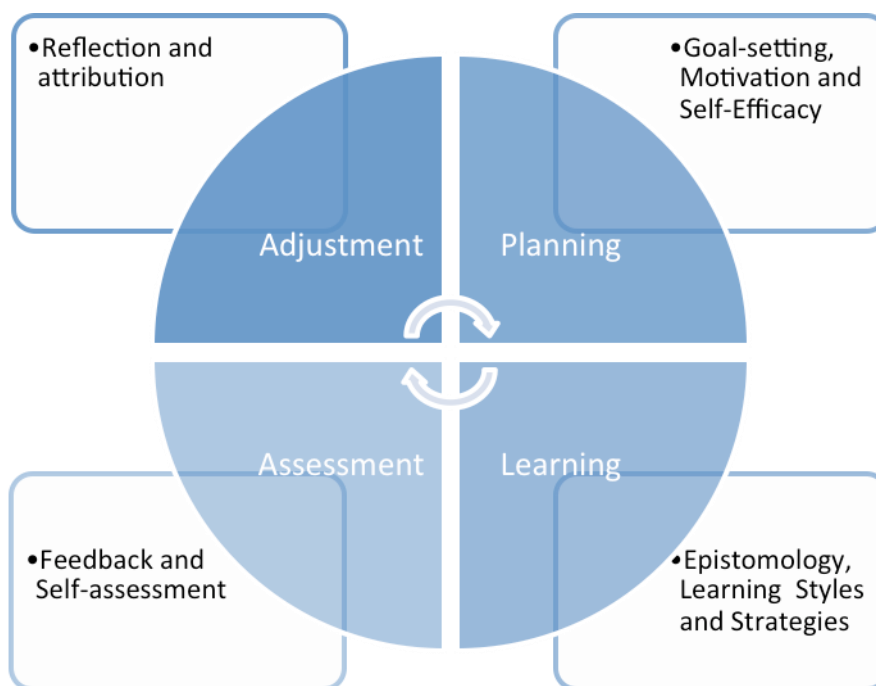 •Reflection and
attribution
•Goal-setting,
Motivation and
Self-Efficacy
Adjustment
Planning
Assessment
Learning
•Feedback and
Self-assessment
•Epistomology,
Learning Styles
and Strategies